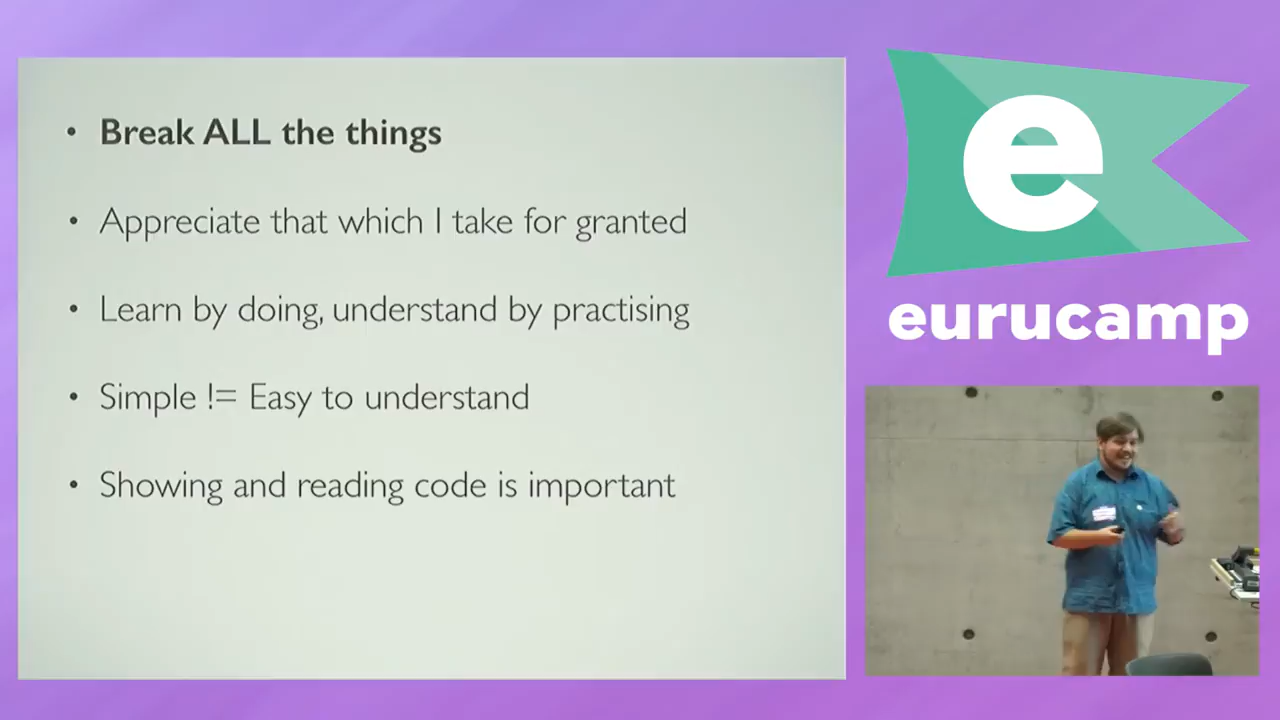 • Break ALL the things
• Appreciate that which I take for granted
• Learn by doing, understand by practising
• Simple != Easy to understand
• Showing and reading code is important
e
eurucamp